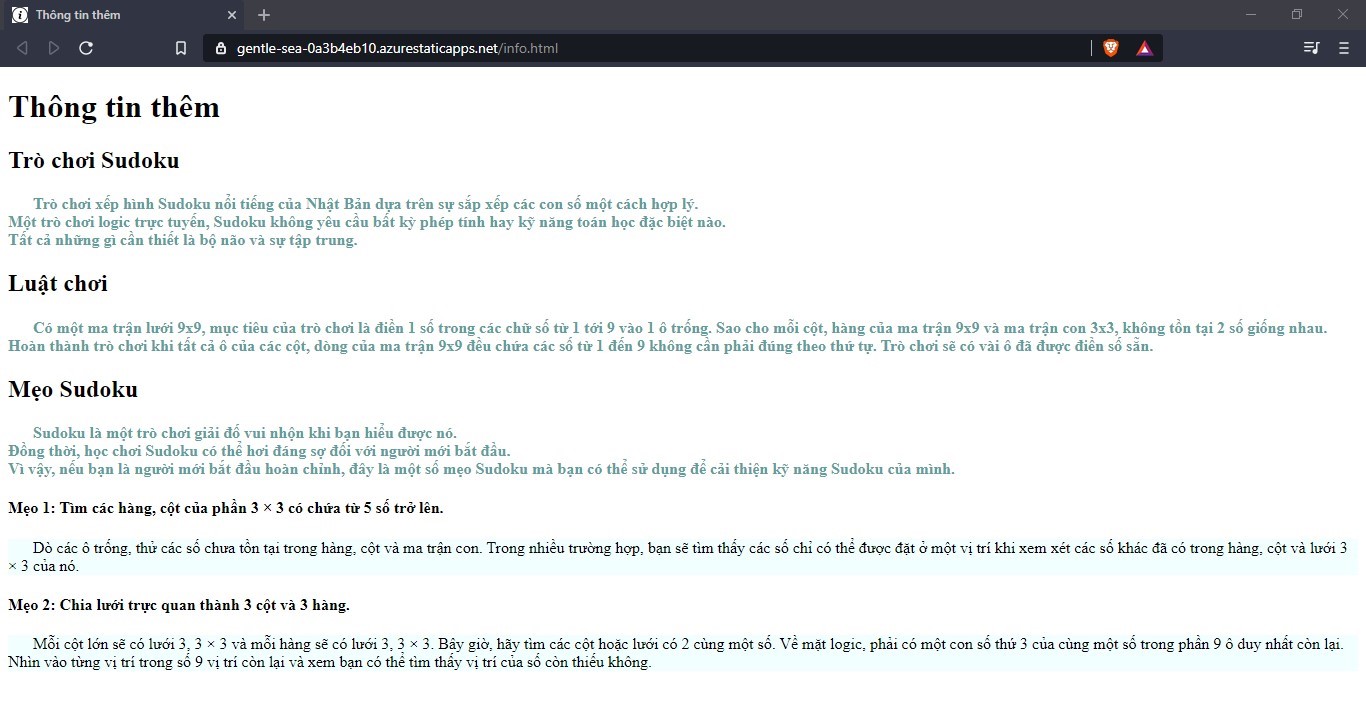 Thông tin thêm
gentle-sea-0a3b4eb10.azurestaticapps.net/info.html
Thông tin thêm
Trò chơi Sudoku
Trò chơi xếp hình Sudoku nổi tiếng của Nhật Bản dựa trên sự sắp xếp các con số một cách hợp lý.
Một trò chơi logic trực tuyến, Sudoku không yêu cầu bất kỳ phép tính hay kỹ năng toán học đặc biệt nào.
Tất cả những gì cần thiết là bộ não và sự tập trung.
Luật chơi
Có một ma trận lưới 9x9, mục tiêu của trò chơi là điền 1 số trong các chữ số từ 1 tới 9 vào 1 ô trống. Sao cho mỗi cột, hàng của ma trận 9x9 và ma trận con 3x3, không tồn tại 2 số giống nhau.
Hoàn thành trò chơi khi tất cả ô của các cột, dòng của ma trận 9x9 đều chứa các số từ 1 đến 9 không cần phải đúng theo thứ tự. Trò chơi sẽ có vài ô đã được điền số sẵn.
Mẹo Sudoku
Sudoku là một trò chơi giải đố vui nhộn khi bạn hiểu được nó.
Đồng thời, học chơi Sudoku có thể hơi đáng sợ đối với người mới bắt đầu.
Vì vậy, nếu bạn là người mới bắt đầu hoàn chỉnh, đây là một số mẹo Sudoku mà bạn có thể sử dụng để cải thiện kỹ năng Sudoku của mình.
Mẹo 1: Tìm các hàng, cột của phần 3 × 3 có chứa từ 5 số trở lên.
Dò các ô trống, thử các số chưa tồn tại trong hàng, cột và ma trận con. Trong nhiều trường hợp, bạn sẽ tìm thấy các số chỉ có thể được đặt ở một vị trí khi xem xét các số khác đã có trong hàng, cột và lưới 3
× 3 của nó.
Mẹo 2: Chia lưới trực quan thành 3 cột và 3 hàng.
Mỗi cột lớn sẽ có lưới 3, 3 × 3 và mỗi hàng sẽ có lưới 3, 3 × 3. Bây giờ, hãy tìm các cột hoặc lưới có 2 cùng một số. Về mặt logic, phải có một con số thứ 3 của cùng một số trong phần 9 ô duy nhất còn lại.
Nhìn vào từng vị trí trong số 9 vị trí còn lại và xem bạn có thể tìm thấy vị trí của số còn thiếu không.